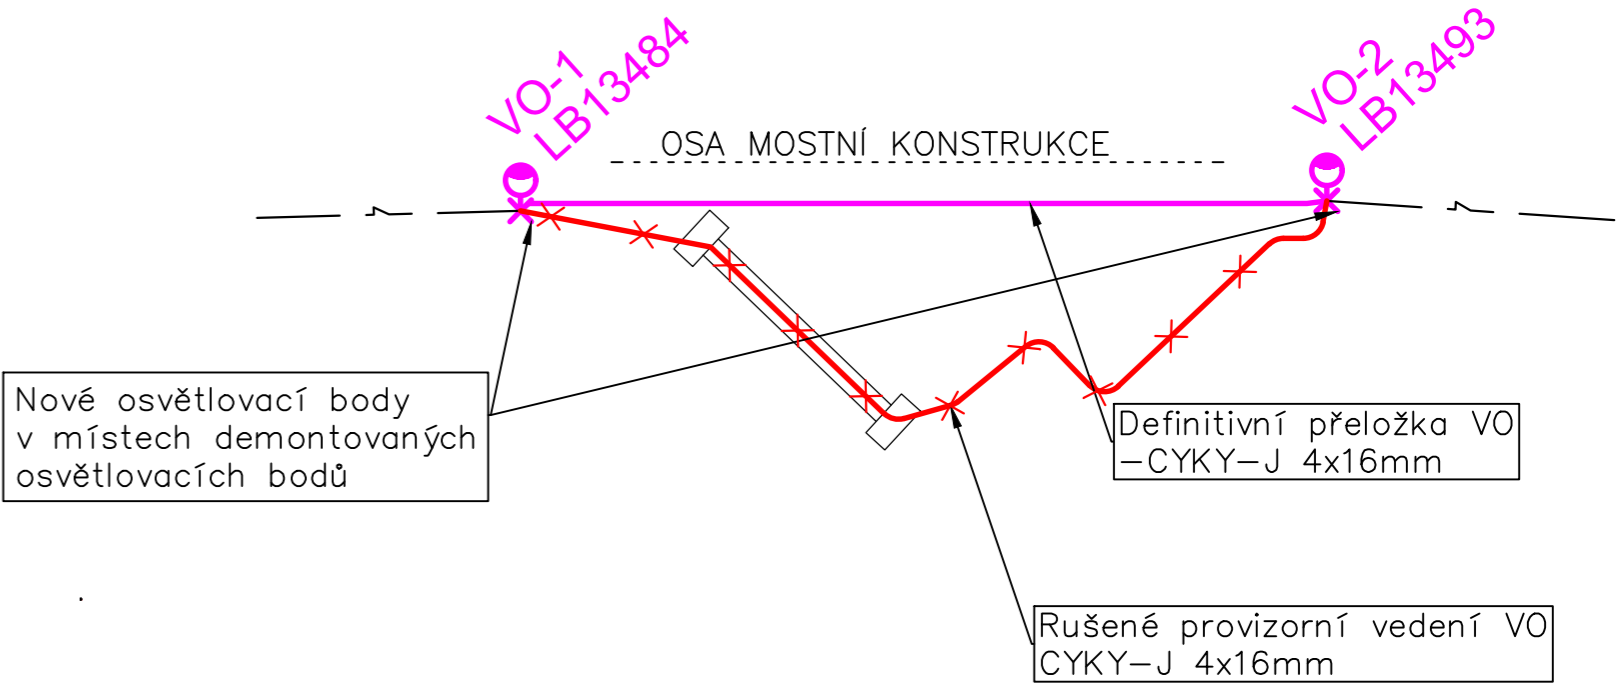 VO-1
LB13484
VO-2
LB13493
OSA MOSTNÍ KONSTRUKCE
Nové osvětlovací body
v místech demontovaných
osvětlovacích bodů
Definitivní přeložka VO
-CYKY-J 4x16mm
Rušené provizorní vedení VO
CYKY-J 4x16mm